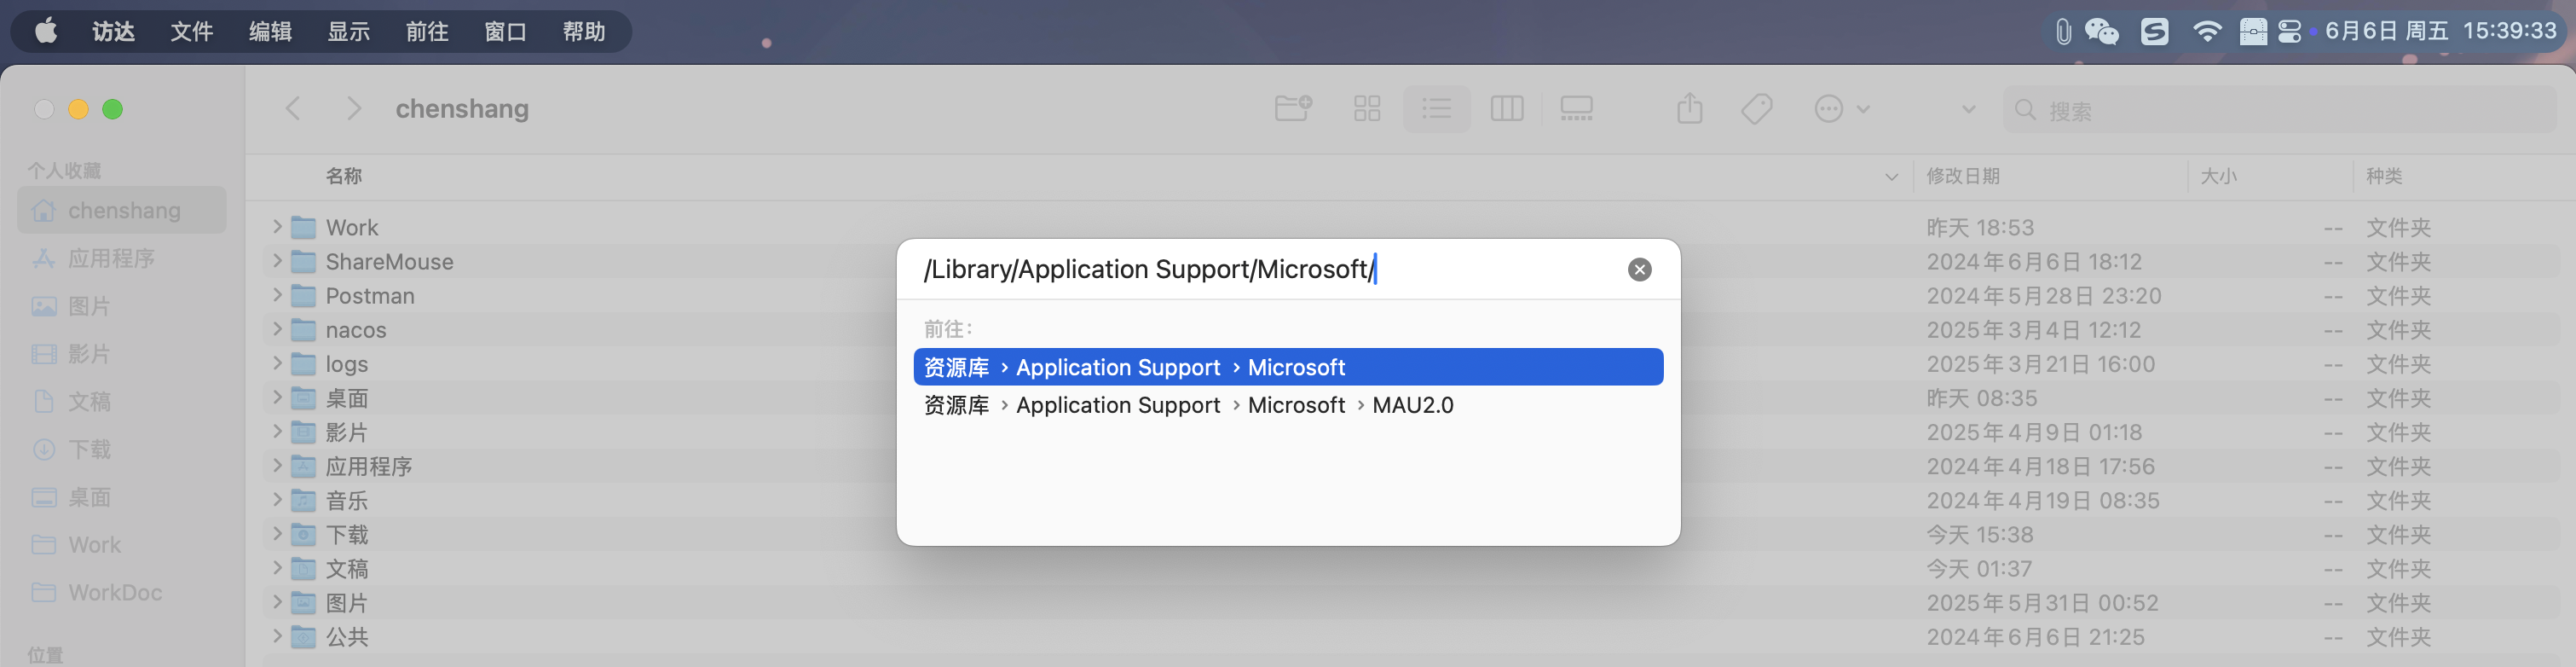 访达 文件 编辑 显示 前往 窗口 帮助 6月6日 周五 15:39:33
chenshang 搜索
个人收藏
chenshang
应用程序
图片
影片
文稿
下载
桌面
Work
WorkDoc
位置
名称 修改日期 大小 种类
Work 昨天 18:53 -- 文件夹
ShareMouse 2024年6月6日 18:12 -- 文件夹
Postman 2024年5月28日 23:20 -- 文件夹
nacos 2025年3月4日 12:12 -- 文件夹
logs 2025年3月21日 16:00 -- 文件夹
桌面 昨天 08:35 -- 文件夹
影片 2025年4月9日 01:18 -- 文件夹
应用程序 2024年4月18日 17:56 -- 文件夹
音乐 2024年4月19日 08:35 -- 文件夹
下载 今天 15:38 -- 文件夹
文稿 今天 01:37 -- 文件夹
图片 2025年5月31日 00:52 -- 文件夹
公共 2024年6月6日 21:25 -- 文件夹
/Library/Application Support/Microsoft/
前往：
资源库 › Application Support › Microsoft
资源库 › Application Support › Microsoft › MAU2.0